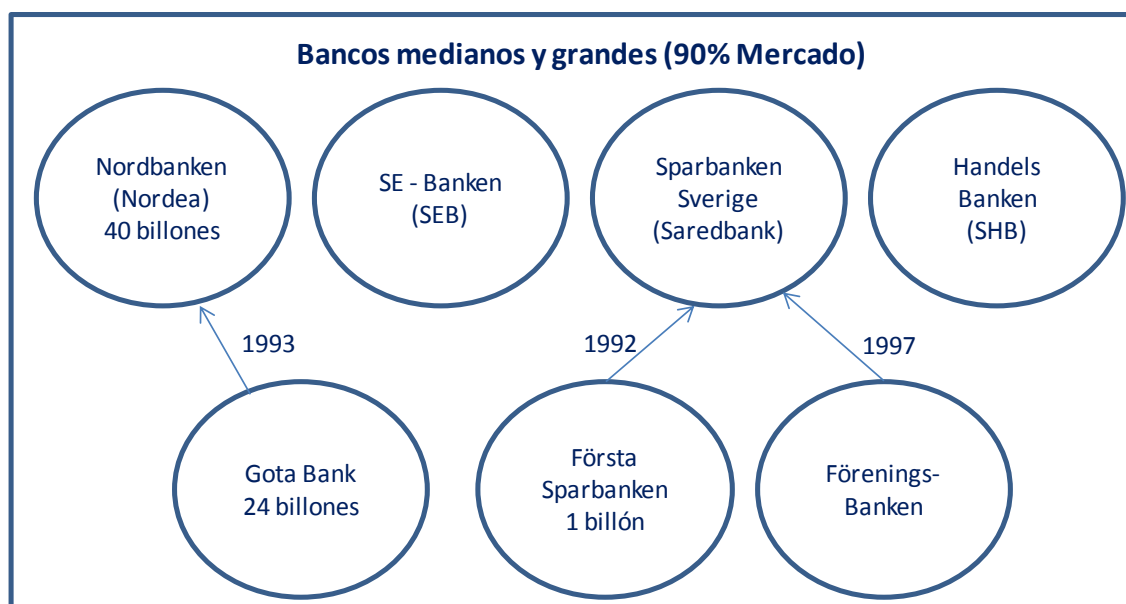 Bancos medianos y grandes (90% Mercado)
Nordbanken
(Nordea)
40 billones
SE - Banken
(SEB)
Sparbanken
Sverige
(Saredbank)
Handels
Banken
(SHB)
1993
1992
1997
Gota Bank
24 billones
Första
Sparbanken
1 billón
Förenings-
Banken